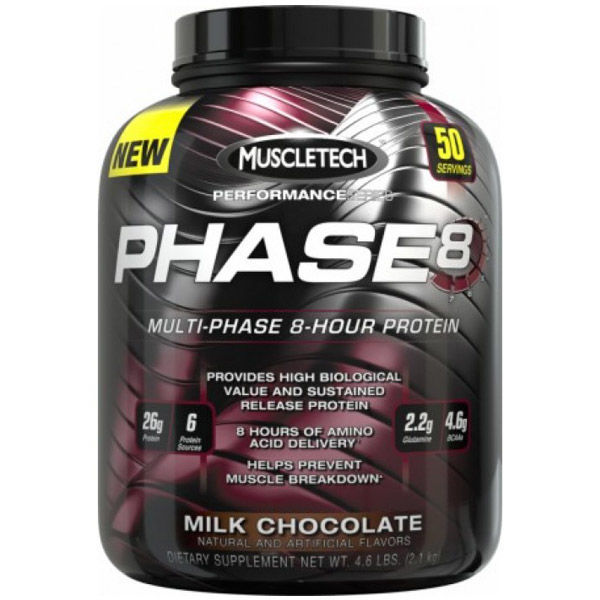 NEW
MUSCLETECH
50
SERVINGS
PERFORMANCE SERIES
PHASE8
MULTI-PHASE 8-HOUR PROTEIN
PROVIDES HIGH BIOLOGICAL
VALUE AND SUSTAINED
RELEASE PROTEIN
26g
Protein
6
Protein
Sources
8 HOURS OF AMINO
ACID DELIVERY*
2.2g
Glutamine
4.6g
BCAAs
HELPS PREVENT
MUSCLE BREAKDOWN*
MILK CHOCOLATE
NATURAL AND ARTIFICIAL FLAVORS
DIETARY SUPPLEMENT NET WT. 4.6 LBS. (2.1 kg)